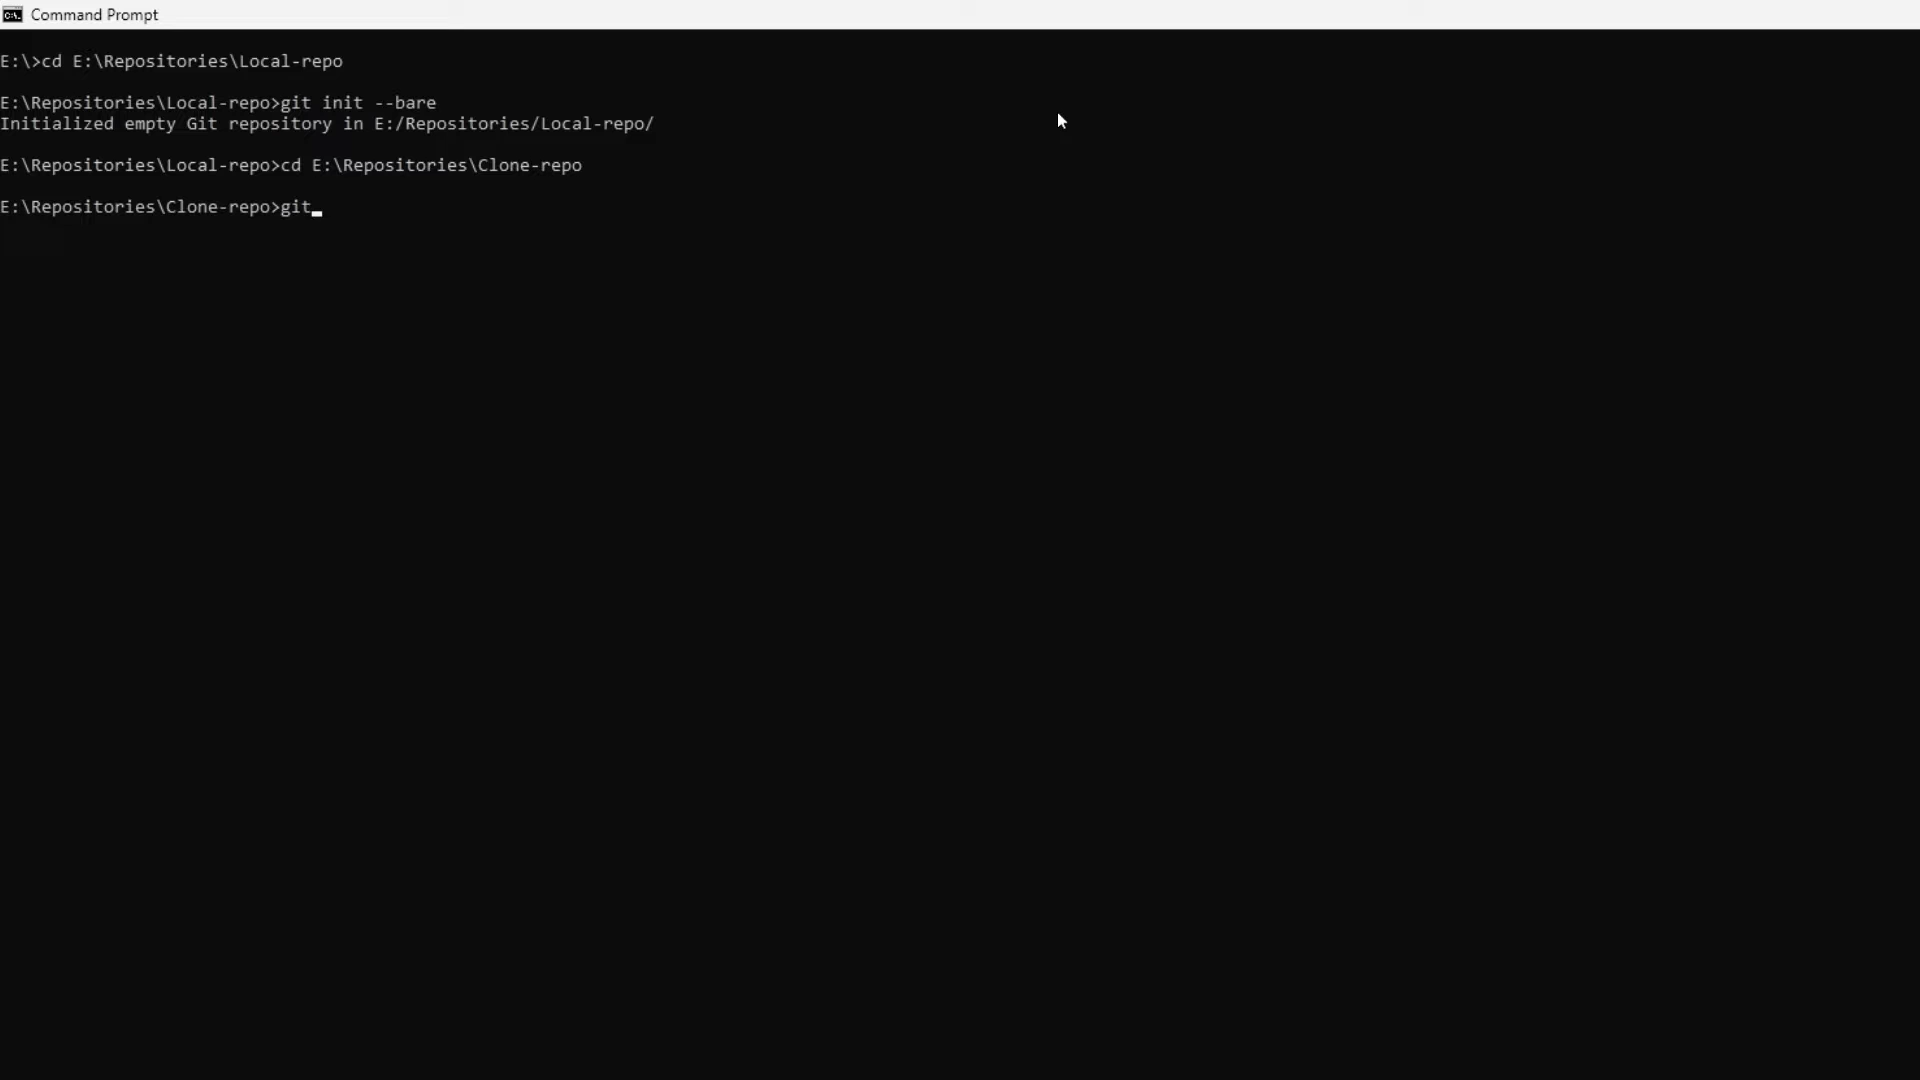 Command Prompt
E:\>cd E:\Repositories\Local-repo
E:\Repositories\Local-repo>git init --bare
Initialized empty Git repository in E:/Repositories/Local-repo/
E:\Repositories\Local-repo>cd E:\Repositories\Clone-repo
E:\Repositories\Clone-repo>git